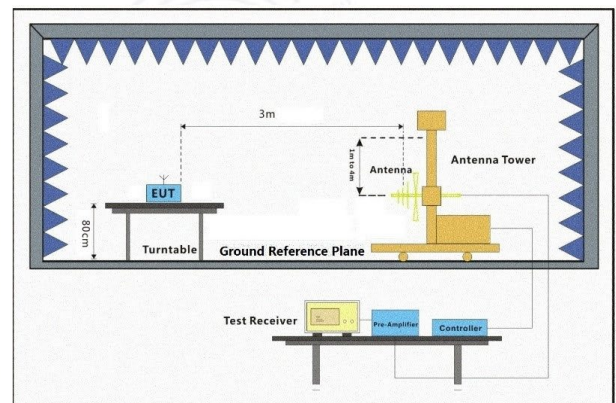 3m
1m to 4m
Antenna
Antenna Tower
EUT
80cm
Turntable
Ground Reference Plane
Test Receiver
Pre-Amplifier
Controller